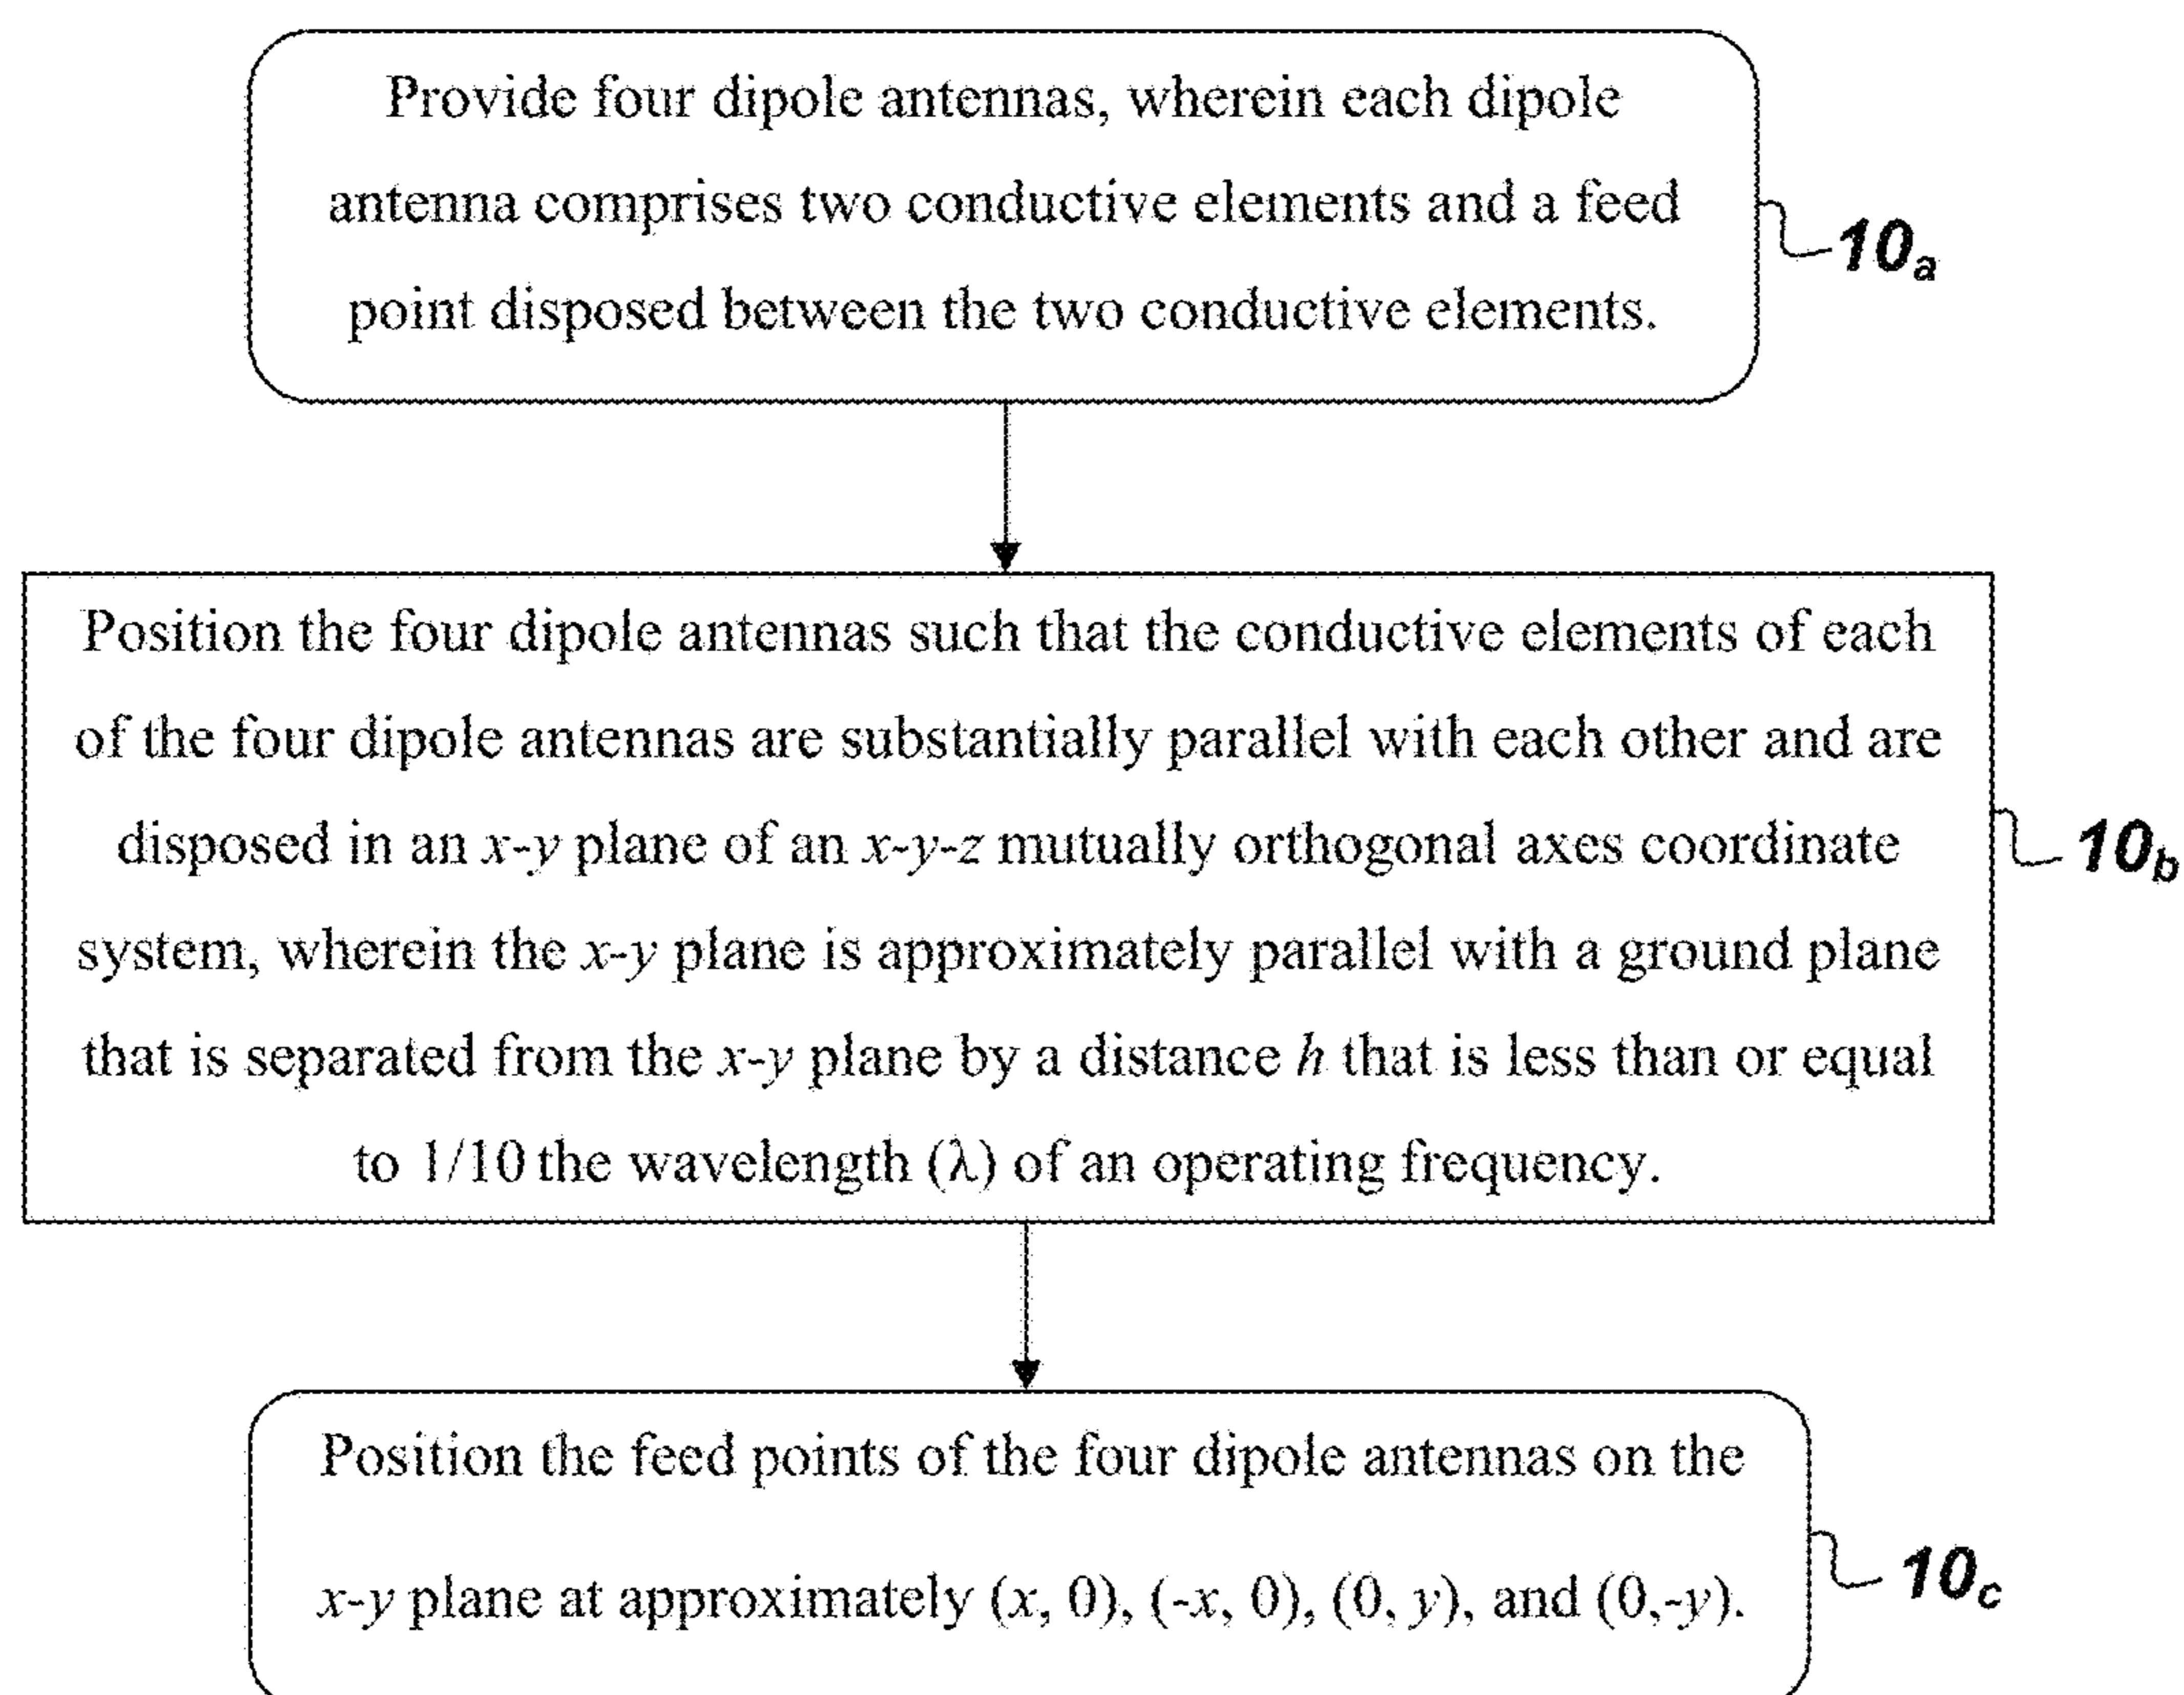 Provide four dipole antennas, wherein each dipole
antenna comprises two conductive elements and a feed
point disposed between the two conductive elements.
10a
Position the four dipole antennas such that the conductive elements of each
of the four dipole antennas are substantially parallel with each other and are
disposed in an x-y plane of an x-y-z mutually orthogonal axes coordinate
system, wherein the x-y plane is approximately parallel with a ground plane
that is separated from the x-y plane by a distance h that is less than or equal
to 1/10 the wavelength (λ) of an operating frequency.
10b
Position the feed points of the four dipole antennas on the
x-y plane at approximately (x, 0), (-x, 0), (0, y), and (0,-y).
10c